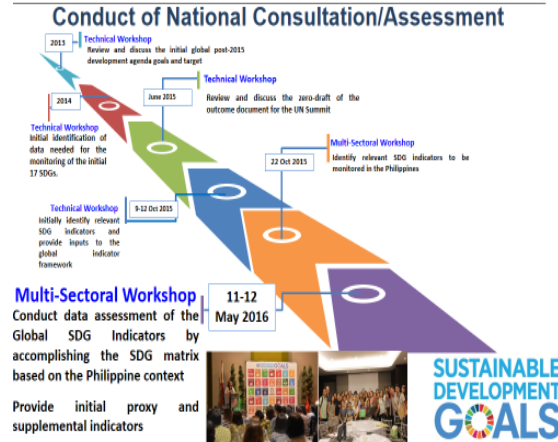 Conduct of National Consultation/Assessment
2013
Technical Workshop
Review and discuss the initial global post-2015
development agenda goals and target
2014
Technical Workshop
Initial identification of
data needed for the
monitoring of the initial
17 SDGs.
June 2015
Technical Workshop
Review and discuss the zero-draft of the
outcome document for the UN Summit
9-12 Oct 2015
Technical Workshop
Initially identify relevant
SDG indicators and
provide inputs to the
global indicator
framework
22 Oct 2015
Multi-Sectoral Workshop
Identify relevant SDG indicators to be
monitored in the Philippines
11-12
May 2016
Multi-Sectoral Workshop
Conduct data assessment of the
Global SDG Indicators by
accomplishing the SDG matrix
based on the Philippine context
Provide initial proxy and
supplemental indicators
SUSTAINABLE
DEVELOPMENT
GOALS